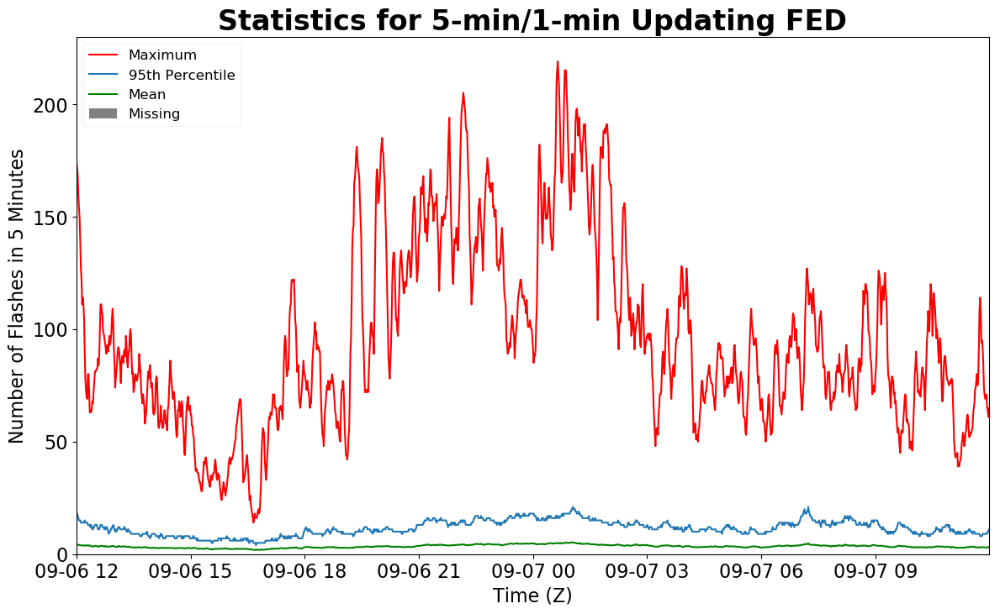 Statistics for 5-min/1-min Updating FED
Maximum
95th Percentile
Mean
Missing
Number of Flashes in 5 Minutes
200
150
100
50
0
09-06 12 09-06 15 09-06 18 09-06 21 09-07 00 09-07 03 09-07 06 09-07 09
Time (Z)